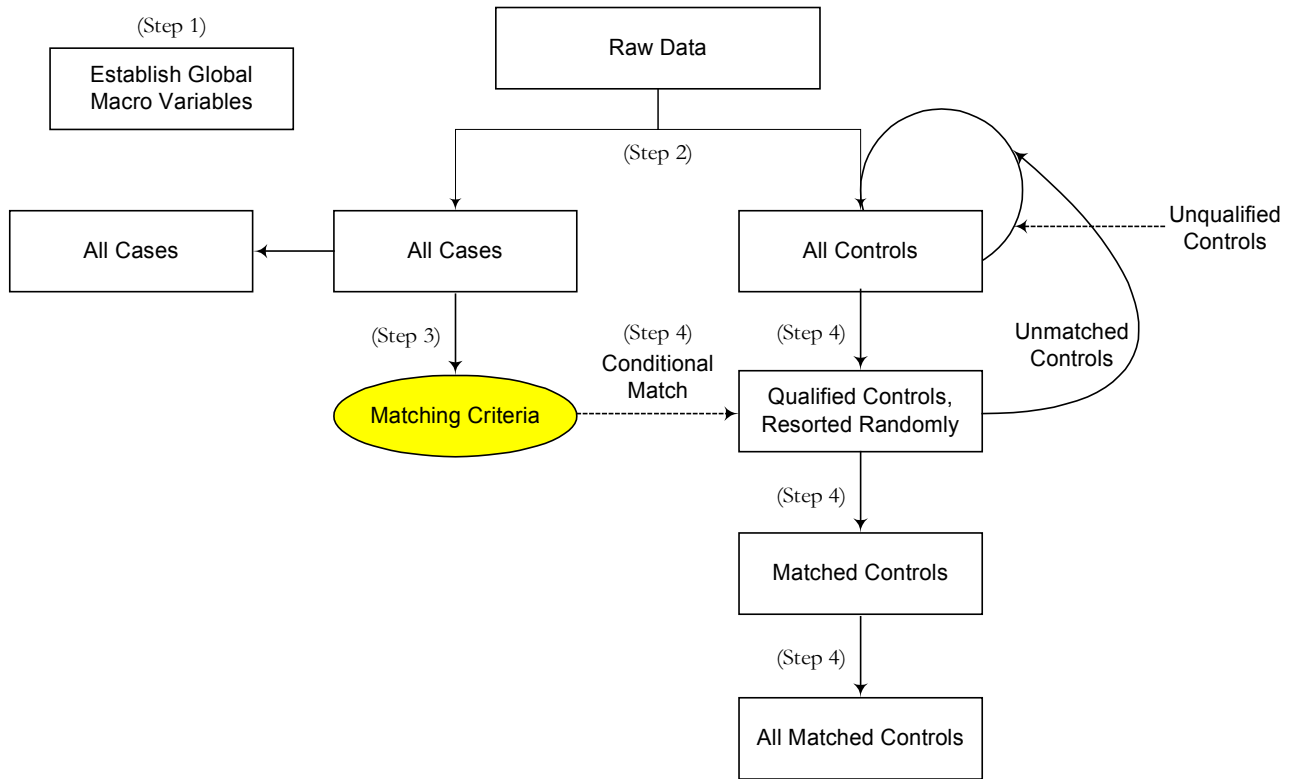 (Step 1)
Establish Global
Macro Variables
Raw Data
(Step 2)
All Cases
All Cases
All Controls
Unqualified
Controls
(Step 3)
(Step 4)
Conditional
Match
(Step 4)
Unmatched
Controls
Matching Criteria
Qualified Controls,
Resorted Randomly
(Step 4)
Matched Controls
(Step 4)
All Matched Controls